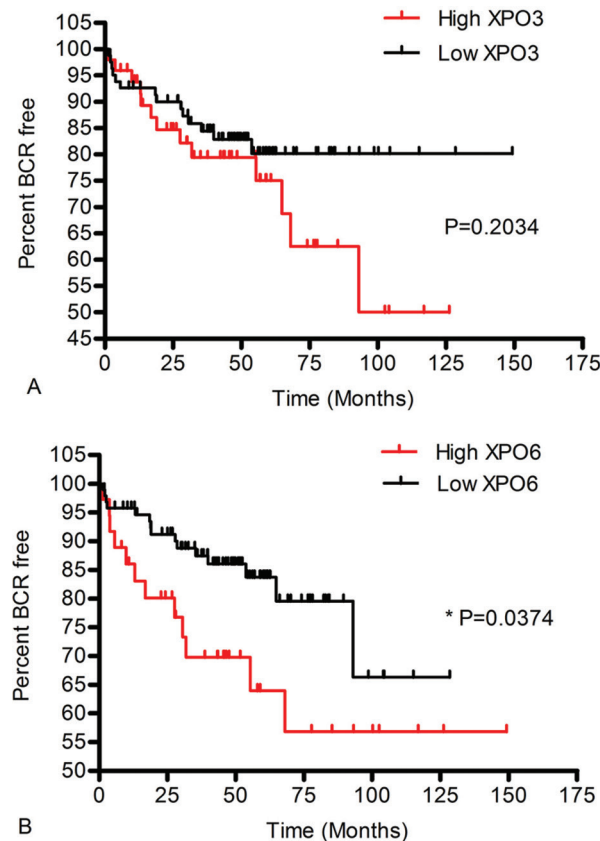 High XPO3
Low XPO3
105
100
95
90
85
80
75
70
65
60
55
50
45
Percent BCR free
P=0.2034
0 25 50 75 100 125 150 175
Time (Months)
A
High XPO6
Low XPO6
105
100
95
90
85
80
75
70
65
60
55
50
Percent BCR free
* P=0.0374
0 25 50 75 100 125 150 175
Time (Months)
B